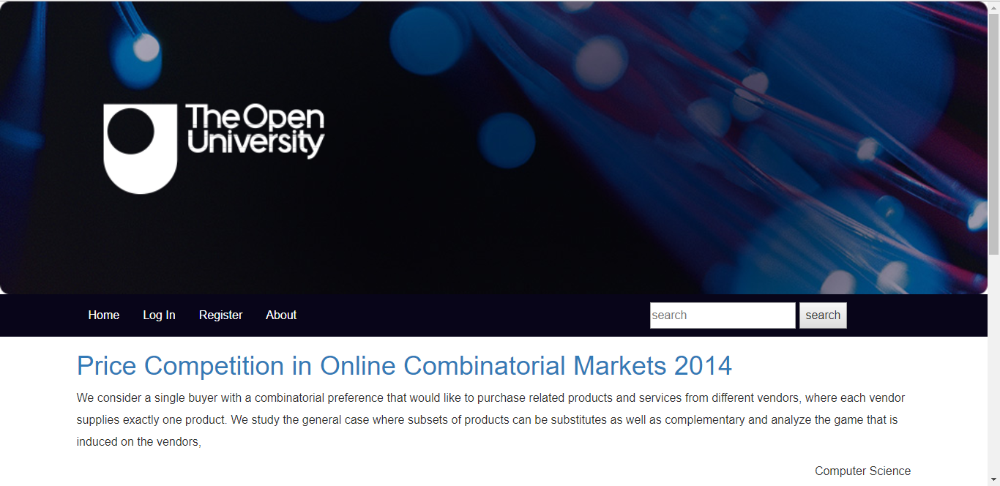 The Open
University
Home Log In Register About search search
Price Competition in Online Combinatorial Markets 2014
We consider a single buyer with a combinatorial preference that would like to purchase related products and services from different vendors, where each vendor
supplies exactly one product. We study the general case where subsets of products can be substitutes as well as complementary and analyze the game that is
induced on the vendors,
Computer Science